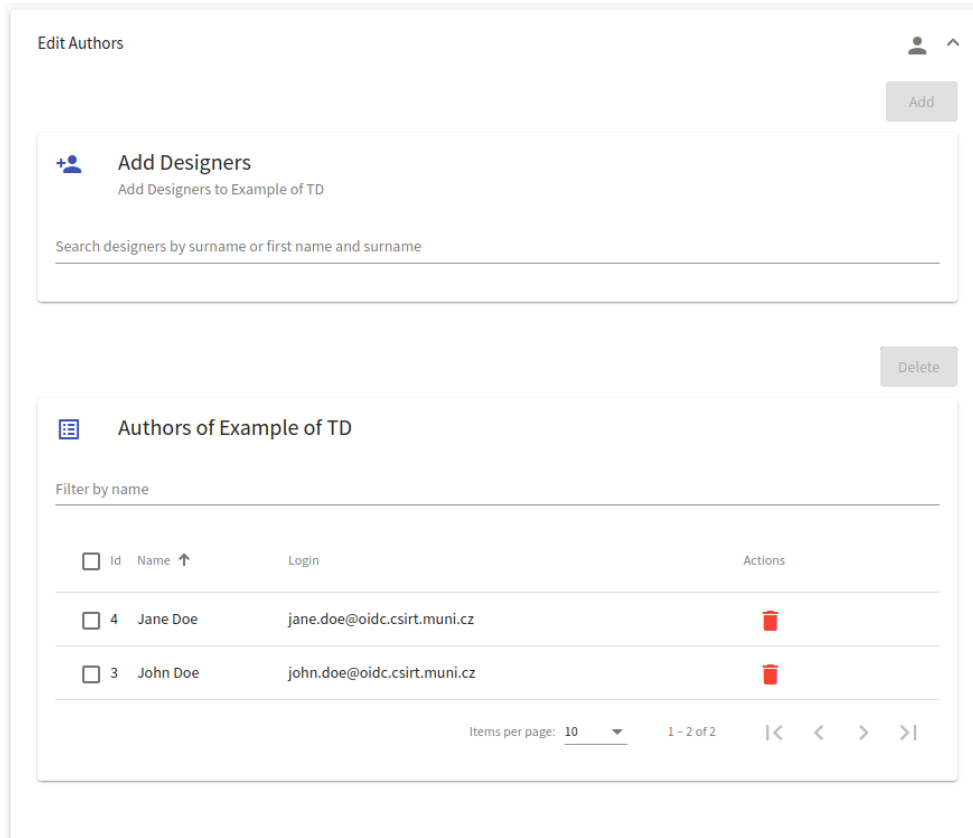 Edit Authors
Add
Add Designers
Add Designers to Example of TD
Search designers by surname or first name and surname
Delete
Authors of Example of TD
Filter by name
Id Name Login Actions
4 Jane Doe jane.doe@oidc.csirt.muni.cz
3 John Doe john.doe@oidc.csirt.muni.cz
Items per page: 10 1 – 2 of 2